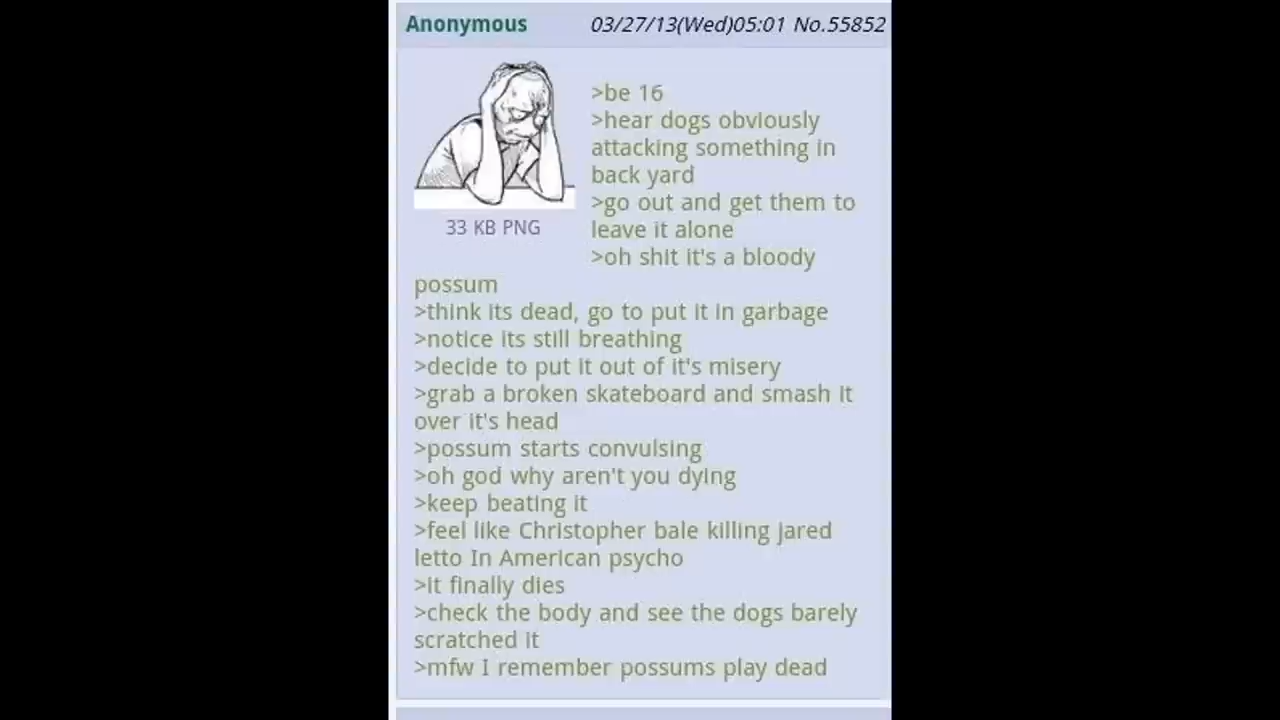 Anonymous 03/27/13(Wed)05:01 No.55852
>be 16
>hear dogs obviously
attacking something in
back yard
>go out and get them to
leave it alone
33 KB PNG
>oh shit it's a bloody
possum
>think its dead, go to put it in garbage
>notice its still breathing
>decide to put it out of it's misery
>grab a broken skateboard and smash it
over it's head
>possum starts convulsing
>oh god why aren't you dying
>keep beating it
>feel like Christopher bale killing jared
letto In American psycho
>it finally dies
>check the body and see the dogs barely
scratched it
>mfw I remember possums play dead